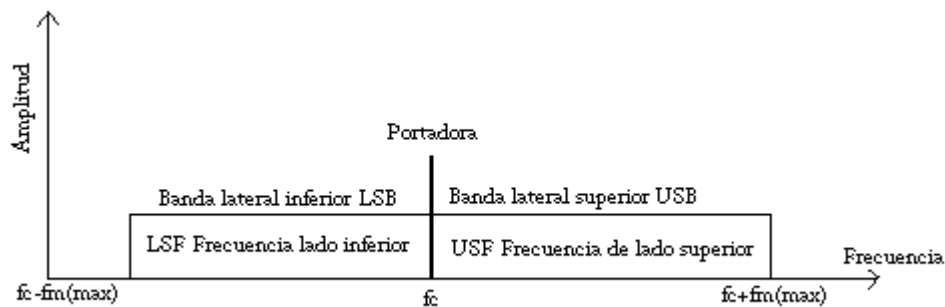 Amplitud
Portadora
Banda lateral inferior LSB
Banda lateral superior USB
LSF Frecuencia lado inferior
USF Frecuencia de lado superior
Frecuencia
fc-fm(max)
fc
fc+fm(max)